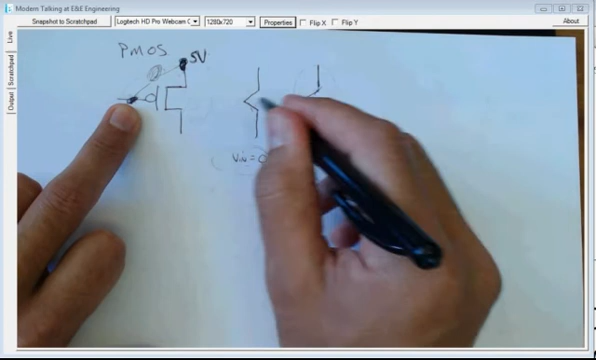 Modern Talking at E&E Engineering
Snapshot to Scratchpad
Logtech HD Pro Webcam C
1280x720
Properties
Flip X
Flip Y
About
Live
Scratchpad
Output
PMOS
5V
Vin = 0